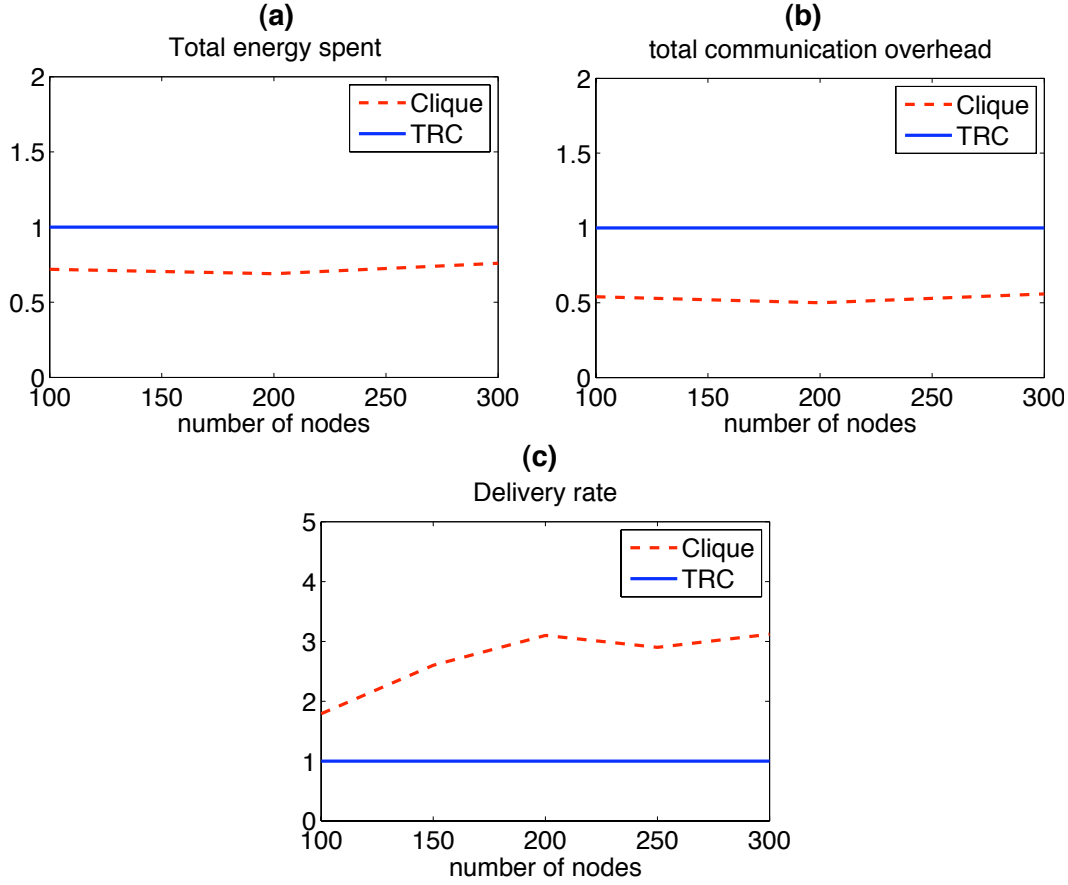 (a)
Total energy spent
2
1.5
1
0.5
0
Clique
TRC
100 150 200 250 300
number of nodes
(b)
total communication overhead
2
1.5
1
0.5
0
Clique
TRC
100 150 200 250 300
number of nodes
(c)
Delivery rate
5
4
3
2
1
0
Clique
TRC
100 150 200 250 300
number of nodes